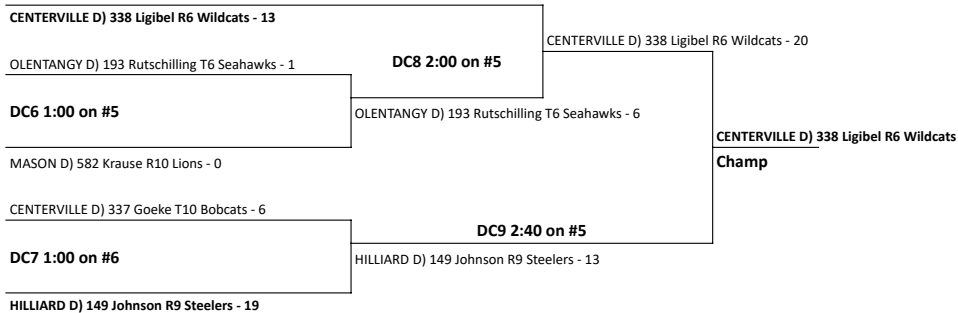 CENTERVILLE D) 338 Ligibel R6 Wildcats - 13
CENTERVILLE D) 338 Ligibel R6 Wildcats - 20
OLENTANGY D) 193 Rutschilling T6 Seahawks - 1
DC8 2:00 on #5
DC6 1:00 on #5
OLENTANGY D) 193 Rutschilling T6 Seahawks - 6
CENTERVILLE D) 338 Ligibel R6 Wildcats
MASON D) 582 Krause R10 Lions - 0
Champ
CENTERVILLE D) 337 Goeke T10 Bobcats - 6
DC9 2:40 on #5
DC7 1:00 on #6
HILLIARD D) 149 Johnson R9 Steelers - 13
HILLIARD D) 149 Johnson R9 Steelers - 19